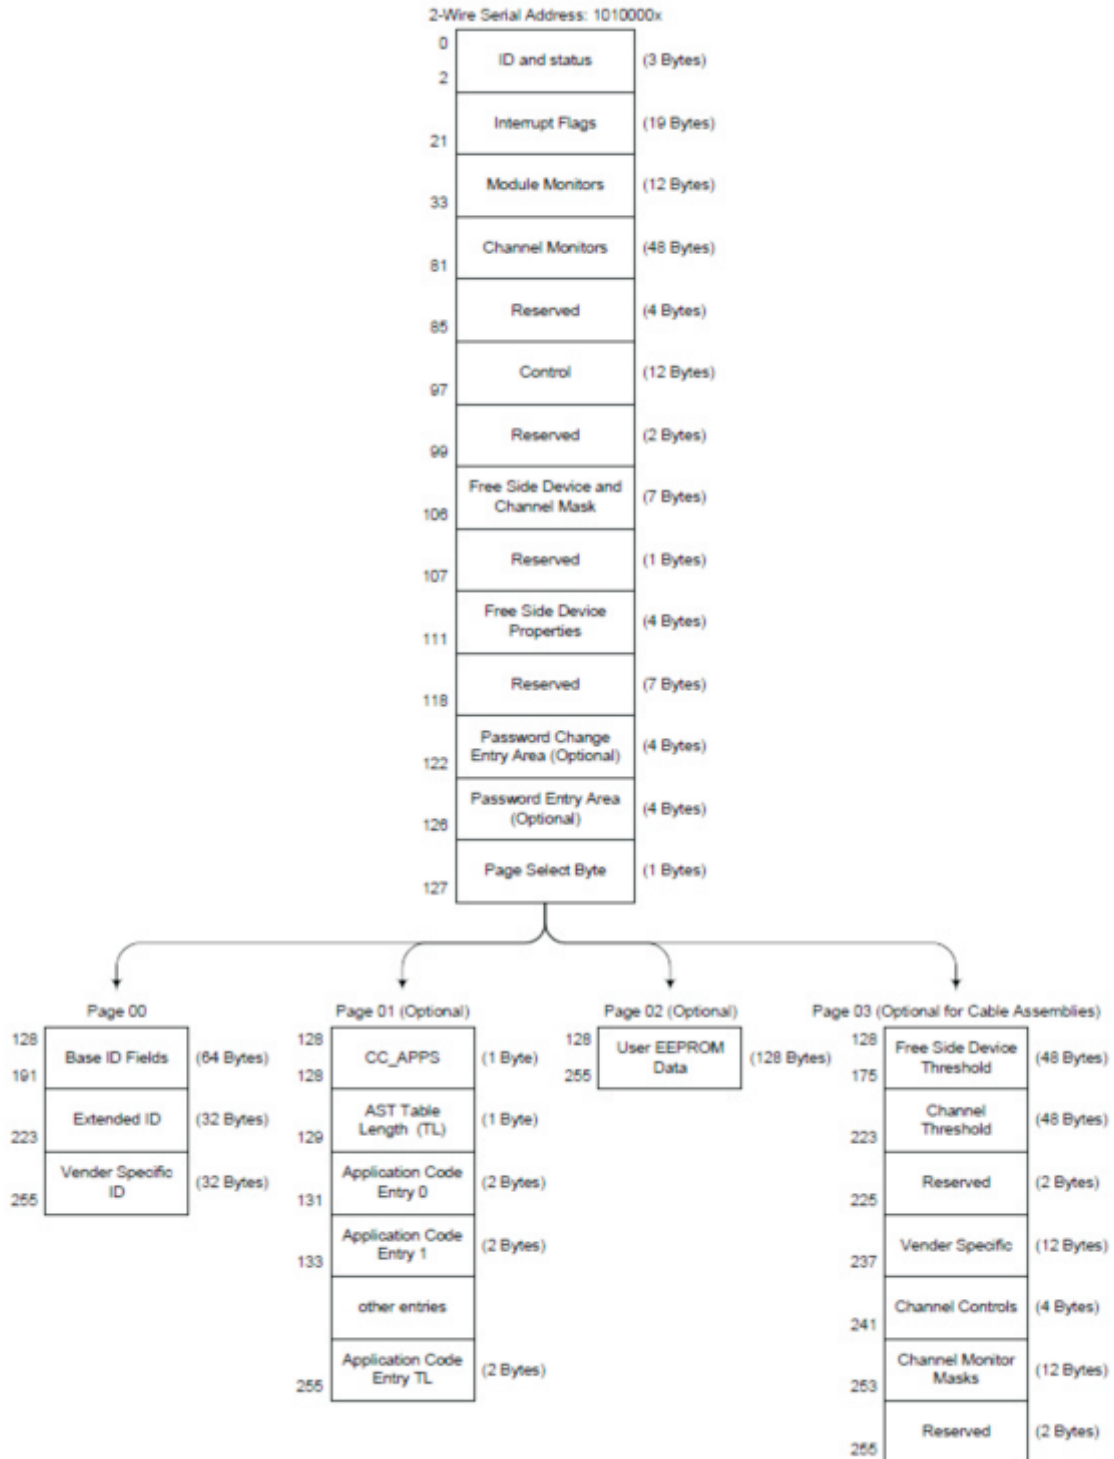 2-Wire Serial Address: 1010000x
0
ID and status
(3 Bytes)
2
Interrupt Flags
(19 Bytes)
21
Module Monitors
(12 Bytes)
33
Channel Monitors
(48 Bytes)
81
Reserved
(4 Bytes)
85
Control
(12 Bytes)
97
Reserved
(2 Bytes)
99
Free Side Device and
Channel Mask
(7 Bytes)
106
Reserved
(1 Bytes)
107
Free Side Device
Properties
(4 Bytes)
111
Reserved
(7 Bytes)
118
Password Change
Entry Area (Optional)
(4 Bytes)
122
Password Entry Area
(Optional)
(4 Bytes)
126
Page Select Byte
(1 Bytes)
127
Page 00
128
Base ID Fields
(64 Bytes)
191
Extended ID
(32 Bytes)
223
Vender Specific
ID
(32 Bytes)
255
Page 01 (Optional)
128
CC_APPS
(1 Byte)
128
AST Table
Length (TL)
(1 Byte)
129
Application Code
Entry 0
(2 Bytes)
131
Application Code
Entry 1
(2 Bytes)
133
other entries
Application Code
Entry TL
(2 Bytes)
255
Page 02 (Optional)
128
User EEPROM
Data
(128 Bytes)
255
Page 03 (Optional for Cable Assemblies)
128
Free Side Device
Threshold
(48 Bytes)
175
Channel
Threshold
(48 Bytes)
223
Reserved
(2 Bytes)
225
Vender Specific
(12 Bytes)
237
Channel Controls
(4 Bytes)
241
Channel Monitor
Masks
(12 Bytes)
253
Reserved
(2 Bytes)
255